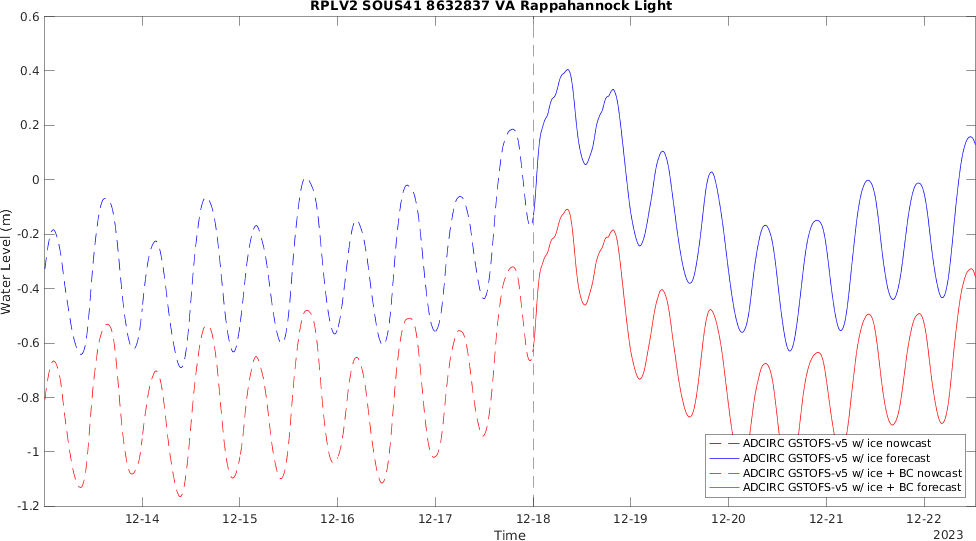 RPLV2 SOUS41 8632837 VA Rappahannock Light
0.6
0.4
0.2
0
-0.2
-0.4
-0.6
-0.8
-1
-1.2
Water Level (m)
12-14 12-15 12-16 12-17 12-18 12-19 12-20 12-21 12-22
Time
2023
ADCIRC GSTOFS-v5 w/ ice nowcast
ADCIRC GSTOFS-v5 w/ ice forecast
ADCIRC GSTOFS-v5 w/ ice + BC nowcast
ADCIRC GSTOFS-v5 w/ ice + BC forecast